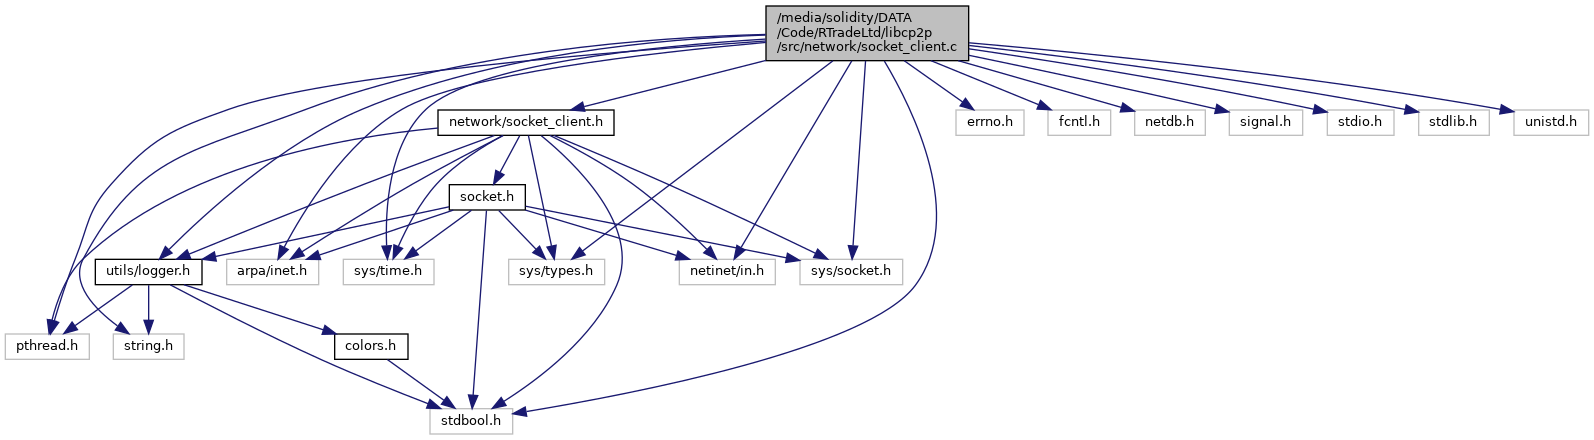 /media/solidity/DATA
/Code/RTradeLtd/libcp2p
/src/network/socket_client.c
network/socket_client.h
errno.h
fcntl.h
netdb.h
signal.h
stdio.h
stdlib.h
unistd.h
socket.h
utils/logger.h
arpa/inet.h
sys/time.h
sys/types.h
netinet/in.h
sys/socket.h
pthread.h
string.h
colors.h
stdbool.h